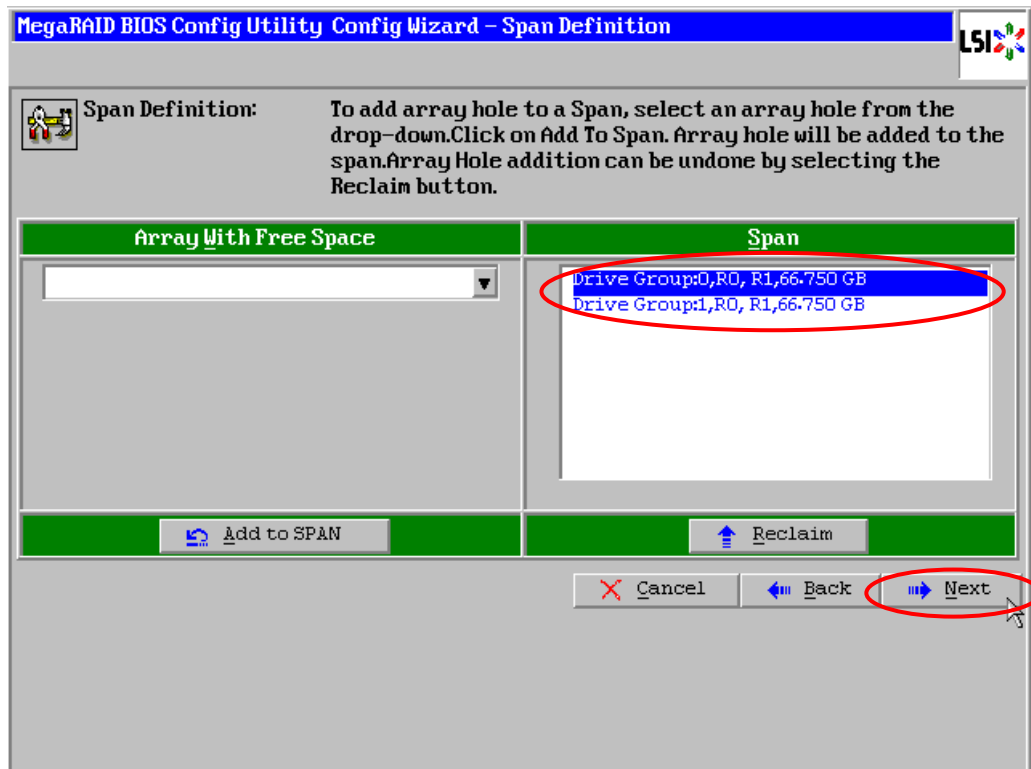 MegaRAID BIOS Config Utility Config Wizard – Span Definition
LSI
Span Definition:
To add array hole to a Span, select an array hole from the
drop-down.Click on Add To Span. Array hole will be added to the
span.Array Hole addition can be undone by selecting the
Reclaim button.
Array With Free Space
Span
Drive Group:0,R0, R1,66.750 GB
Drive Group:1,R0, R1,66.750 GB
Add to SPAN
Reclaim
Cancel
Back
Next